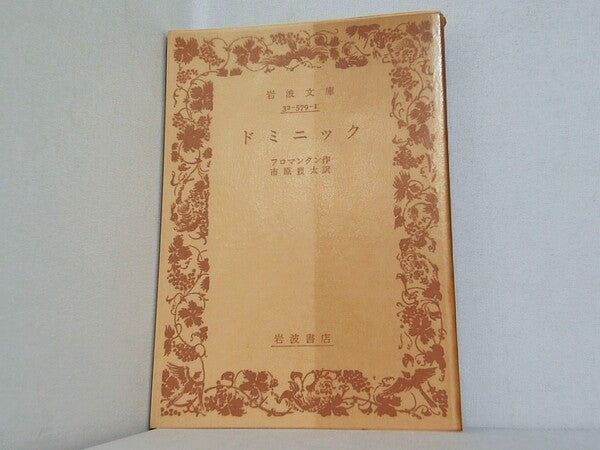 岩波文庫
32-579-1
ドミニック
フロマンタン作
市原豊太訳
岩波書店